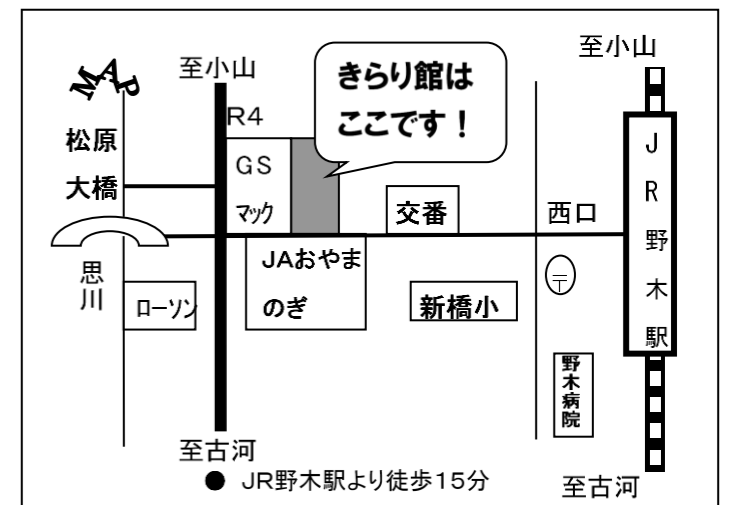 MAP
至小山
至小山
きらり館は
ここです！
R4
GS
マック
松原
大橋
交番
西口
JR野木駅
思川
ローソン
JAおやま
のぎ
新橋小
〒
野木病院
至古河
至古河
● JR野木駅より徒歩15分